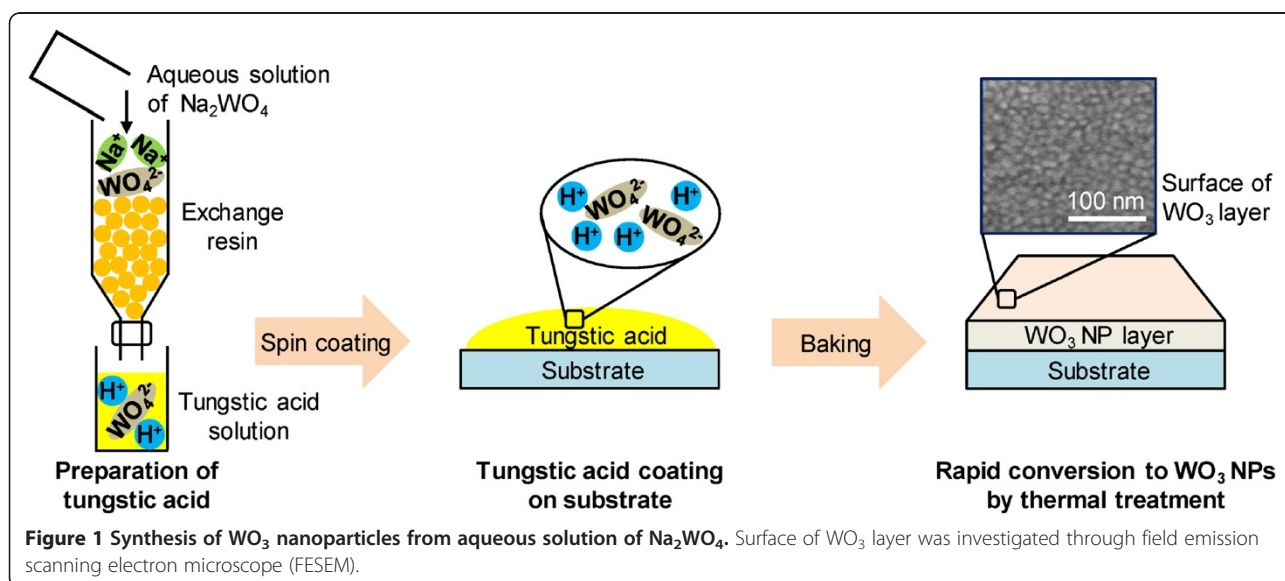 Aqueous solution
of Na₂WO₄
Na⁺ Na⁺
WO₄²⁻
Exchange
resin
H⁺
WO₄²⁻
H⁺
Tungstic acid
solution
Preparation of
tungstic acid
Spin coating
H⁺ WO₄²⁻ H⁺
H⁺ H⁺ WO₄²⁻
Tungstic acid
Substrate
Tungstic acid coating
on substrate
Baking
100 nm
Surface of
WO₃ layer
WO₃ NP layer
Substrate
Rapid conversion to WO₃ NPs
by thermal treatment
Figure 1 Synthesis of WO₃ nanoparticles from aqueous solution of Na₂WO₄. Surface of WO₃ layer was investigated through field emission
scanning electron microscope (FESEM).